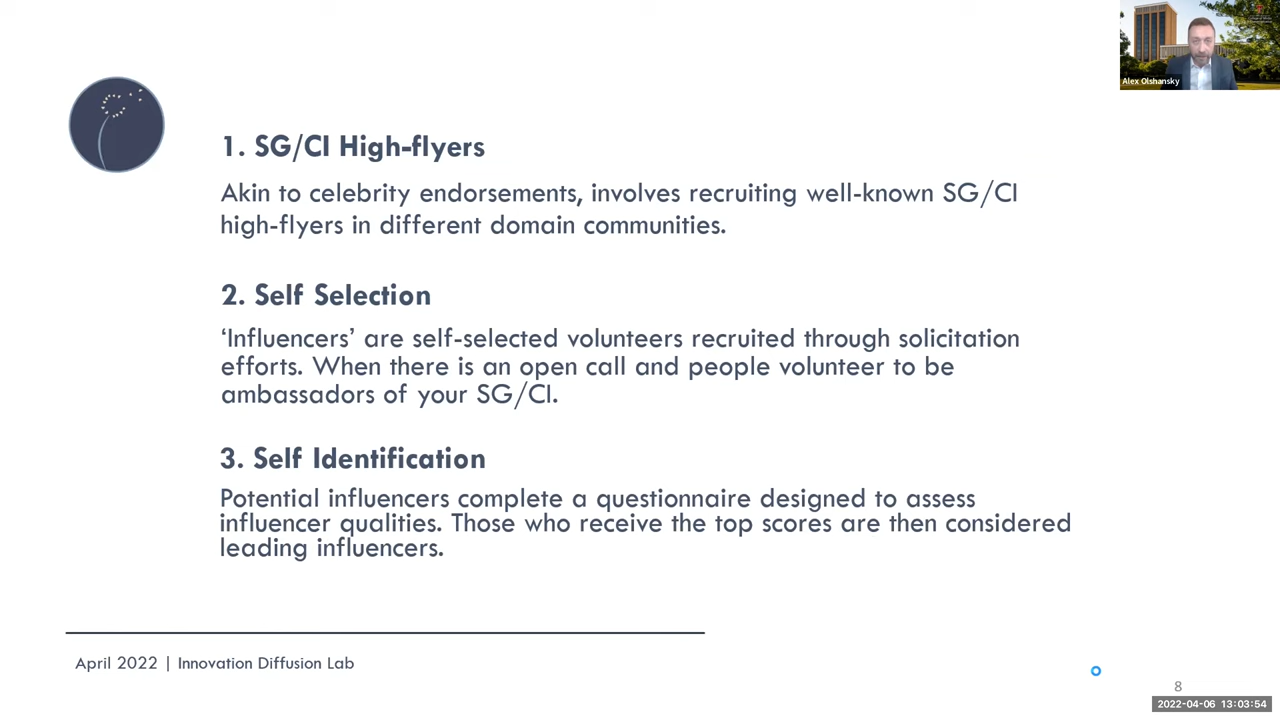 Alex Olshansky
1. SG/CI High-flyers
Akin to celebrity endorsements, involves recruiting well-known SG/CI
high-flyers in different domain communities.
2. Self Selection
‘Influencers’ are self-selected volunteers recruited through solicitation
efforts. When there is an open call and people volunteer to be
ambassadors of your SG/CI.
3. Self Identification
Potential influencers complete a questionnaire designed to assess
influencer qualities. Those who receive the top scores are then considered
leading influencers.
April 2022 | Innovation Diffusion Lab
8
2022-04-06 13:03:54